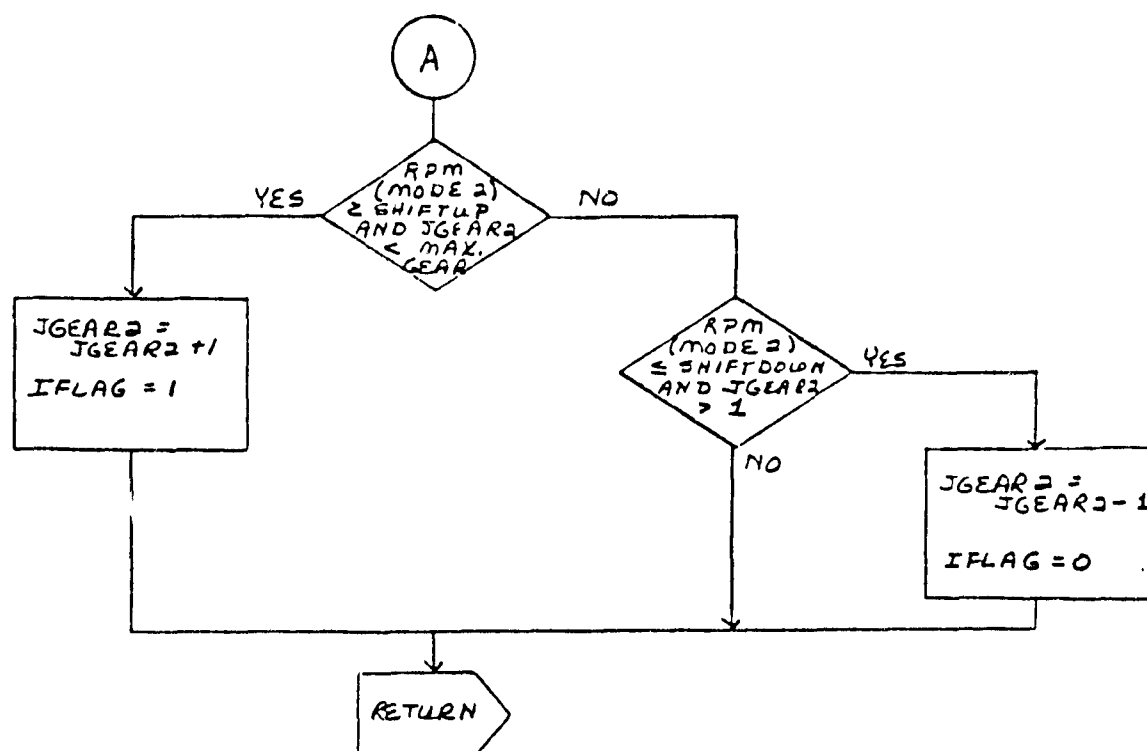 A
RPM
(MODE 2)
≥ SHIFTUP
AND JGEAR2
< MAX.
GEAR
YES
NO
JGEAR2 =
JGEAR2 +1
IFLAG = 1
RPM
(MODE 2)
≤ SHIFTDOWN
AND JGEAR2
> 1
YES
NO
JGEAR2 =
JGEAR2-1
IFLAG = 0
RETURN